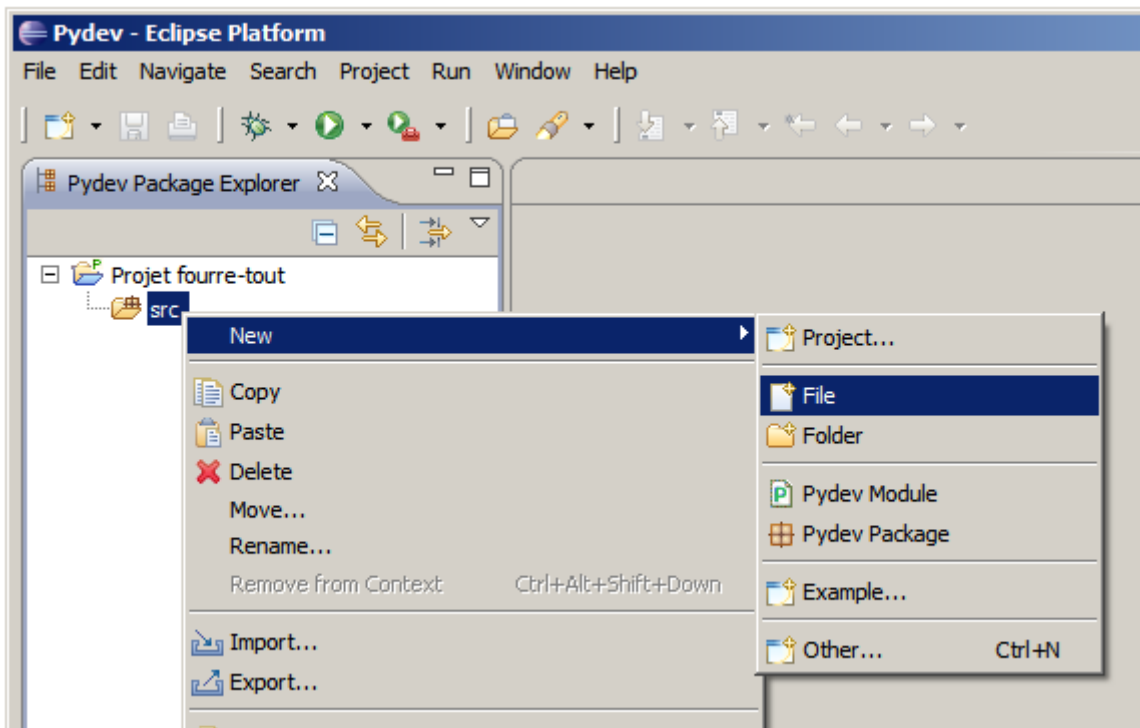 Pydev - Eclipse Platform
File Edit Navigate Search Project Run Window Help
Pydev Package Explorer
Projet fourre-tout
src
New
Copy
Paste
Delete
Move...
Rename...
Remove from Context Ctrl+Alt+Shift+Down
Import...
Export...
Project...
File
Folder
Pydev Module
Pydev Package
Example...
Other... Ctrl+N